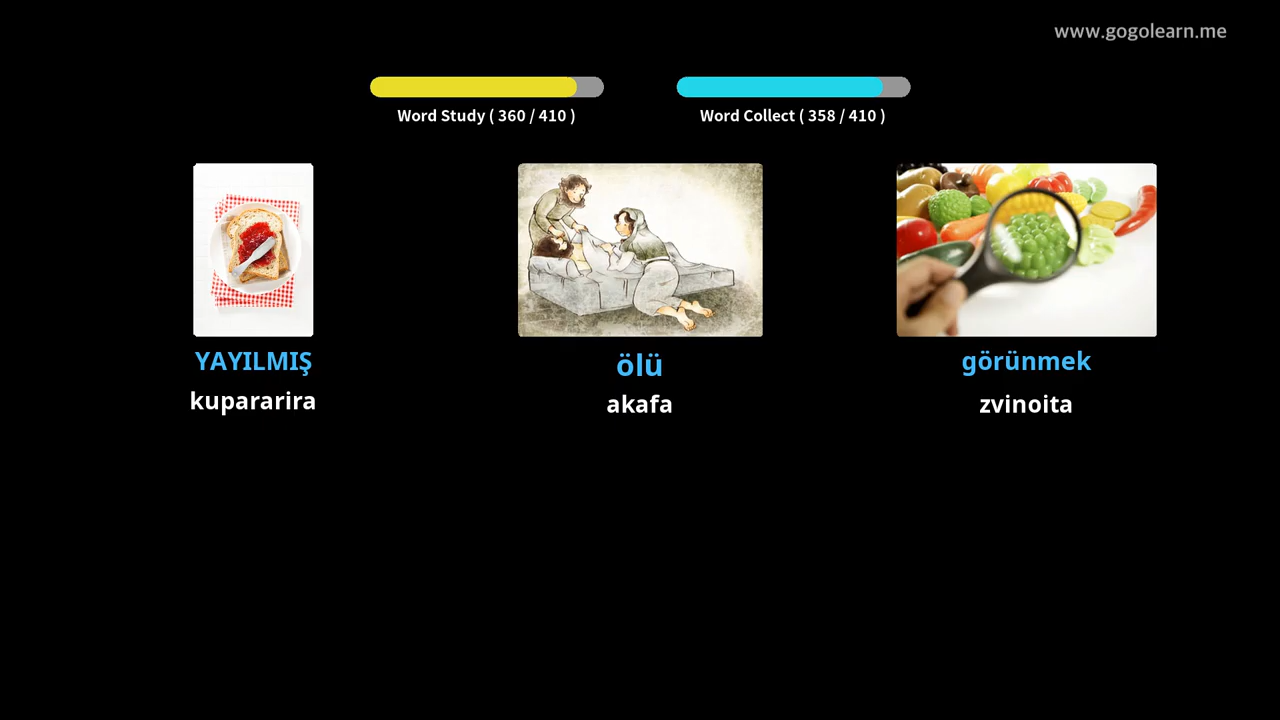 www.gogolearn.me
Word Study ( 360 / 410 )
Word Collect ( 358 / 410 )
YAYILMIŞ
kupararira
ölü
akafa
görünmek
zvinoita